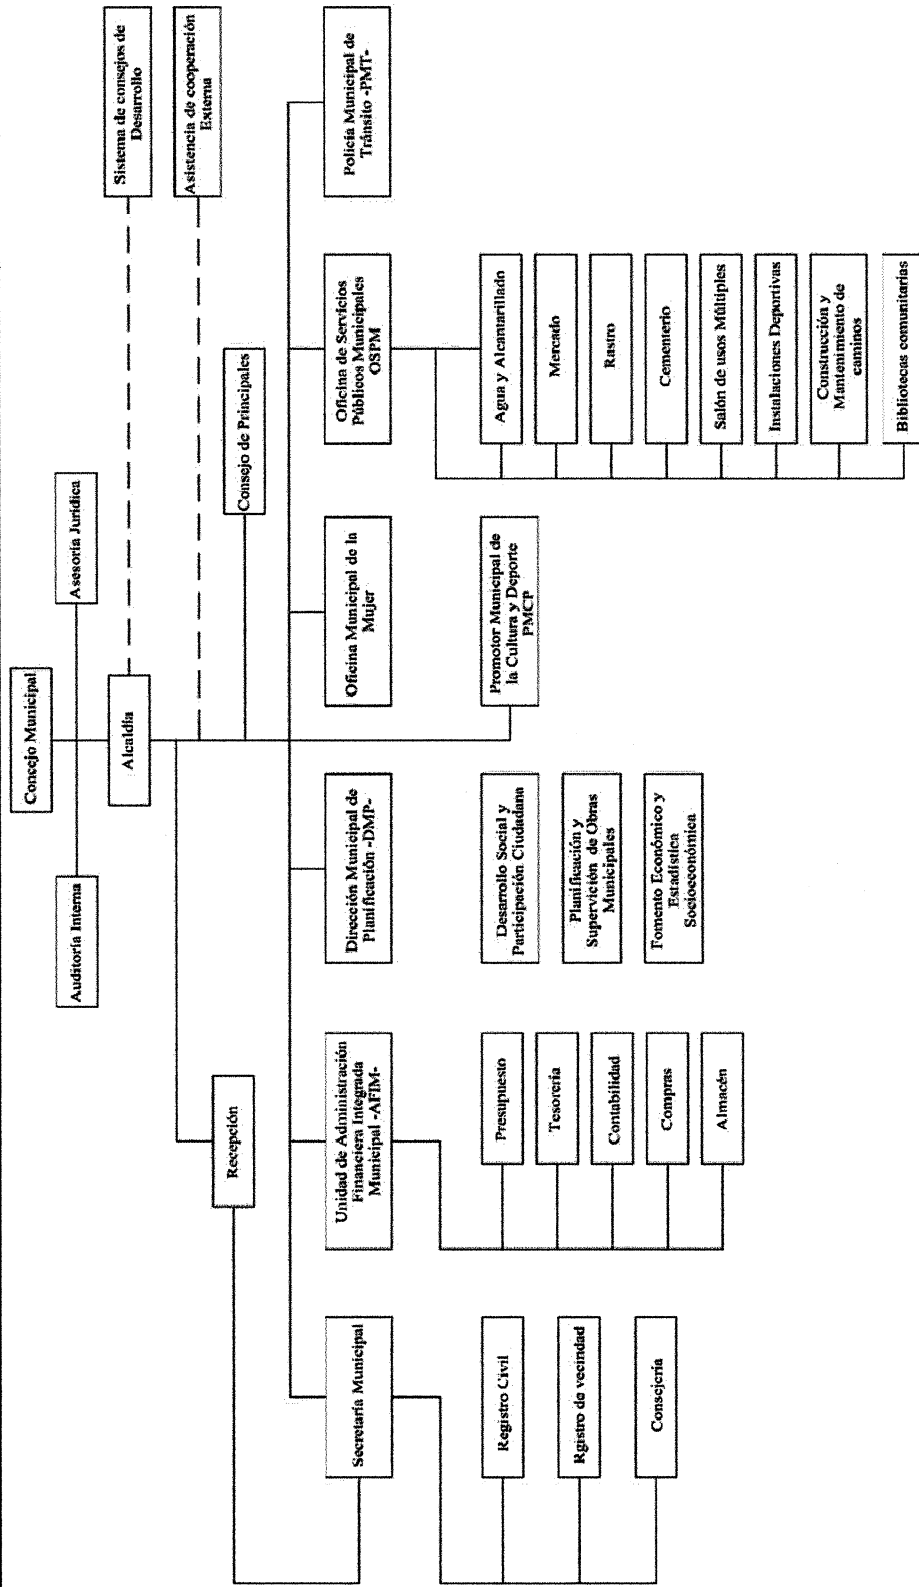 Concejo Municipal
Auditoría Interna
Asesoría Jurídica
Alcaldía
Sistema de consejos de
Desarrollo
Asistencia de cooperación
Externa
Recepción
Consejo de Principales
Secretaría Municipal
Unidad de Administración
Financiera Integrada
Municipal -AFIM-
Dirección Municipal de
Planificación -DMP-
Oficina Municipal de la
Mujer
Oficina de Servicios
Públicos Municipales
OSPM
Policía Municipal de
Tránsito -PMT-
Registro Civil
Rgistro de vecindad
Consejería
Presupuesto
Tesorería
Contabilidad
Compras
Almacén
Desarrollo Social y
Participación Ciudadana
Planificación y
Supervisión de Obras
Municipales
Fomento Económico y
Estadística
Socioeconómica
Promotor Municipal de
la Cultura y Deporte
PMCP
Agua y Alcantarillado
Mercado
Rastro
Cementerio
Salón de usos Múltiples
Instalaciones Deportivas
Construcción y
Mantenimiento de
caminos
Bibliotecas comunitarias